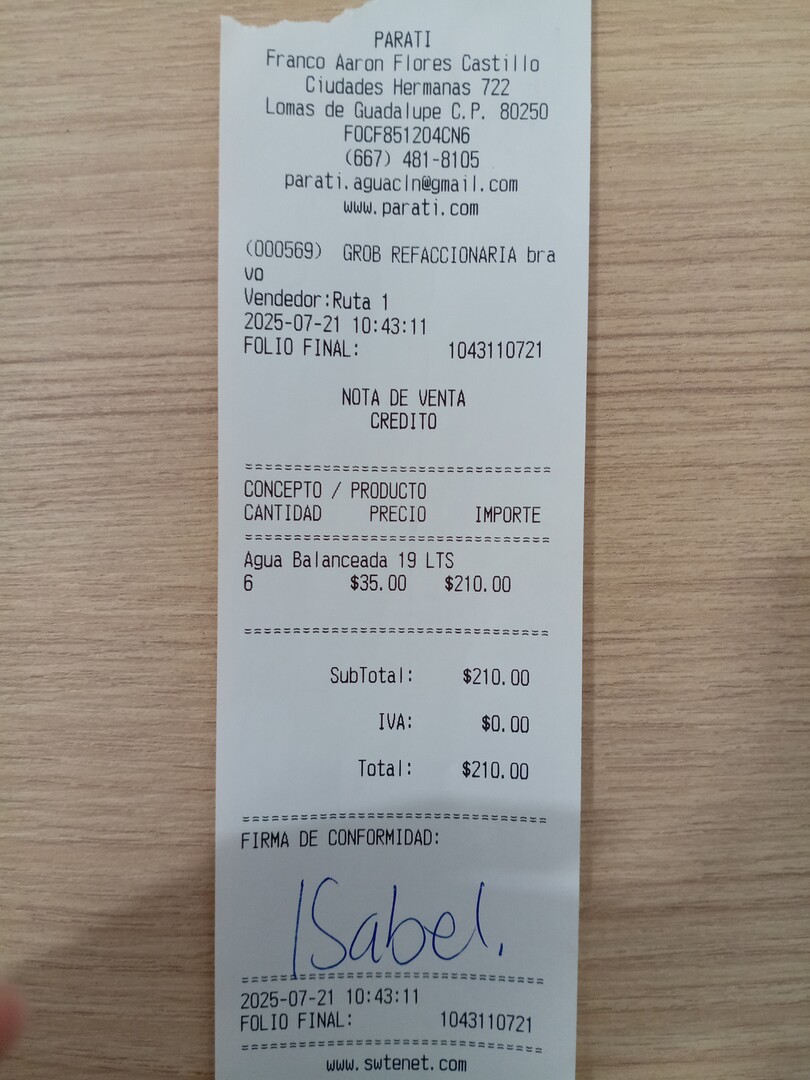 PARATI
Franco Aaron Flores Castillo
Ciudades Hermanas 722
Lomas de Guadalupe C.P. 80250
FOCF851204CN6
(667) 481-8105
parati.aguacln@gmail.com
www.parati.com
(000569) GROB REFACCIONARIA bra
vo
Vendedor:Ruta 1
2025-07-21 10:43:11
FOLIO FINAL: 1043110721
NOTA DE VENTA
CREDITO
================================
CONCEPTO / PRODUCTO
CANTIDAD PRECIO IMPORTE
================================
Agua Balanceada 19 LTS
6 $35.00 $210.00
================================
SubTotal: $210.00
IVA: $0.00
Total: $210.00
================================
FIRMA DE CONFORMIDAD:
Isabel.
================================
2025-07-21 10:43:11
FOLIO FINAL: 1043110721
================================
www.swtenet.com